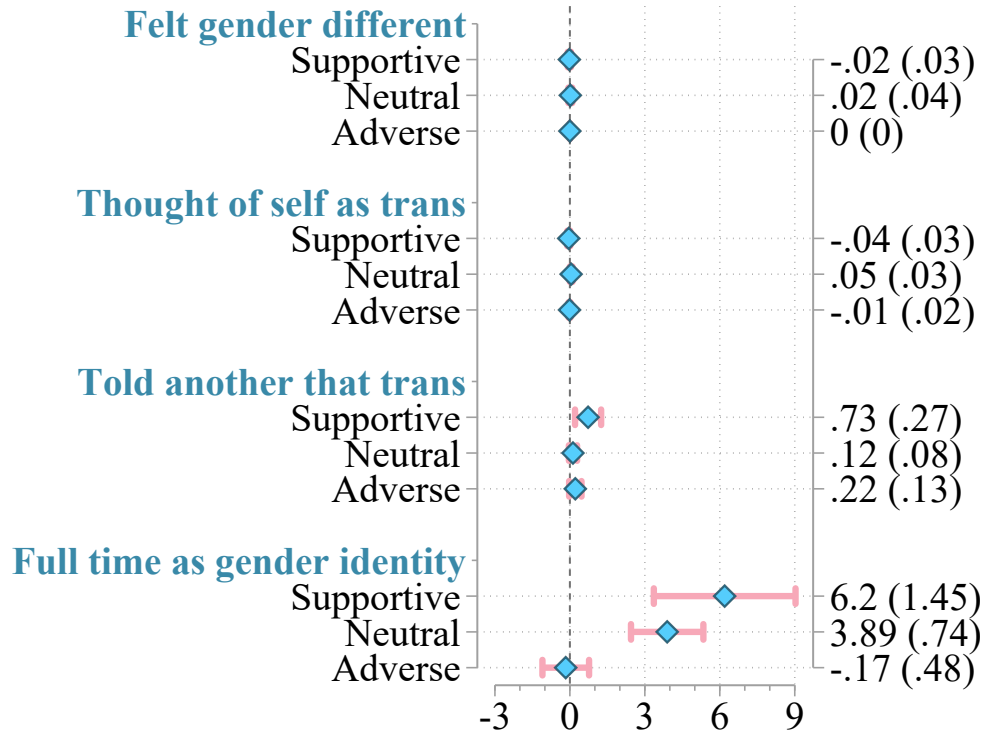 Felt gender different
Supportive -.02 (.03)
Neutral .02 (.04)
Adverse 0 (0)
Thought of self as trans
Supportive -.04 (.03)
Neutral .05 (.03)
Adverse -.01 (.02)
Told another that trans
Supportive .73 (.27)
Neutral .12 (.08)
Adverse .22 (.13)
Full time as gender identity
Supportive 6.2 (1.45)
Neutral 3.89 (.74)
Adverse -.17 (.48)
-3 0 3 6 9